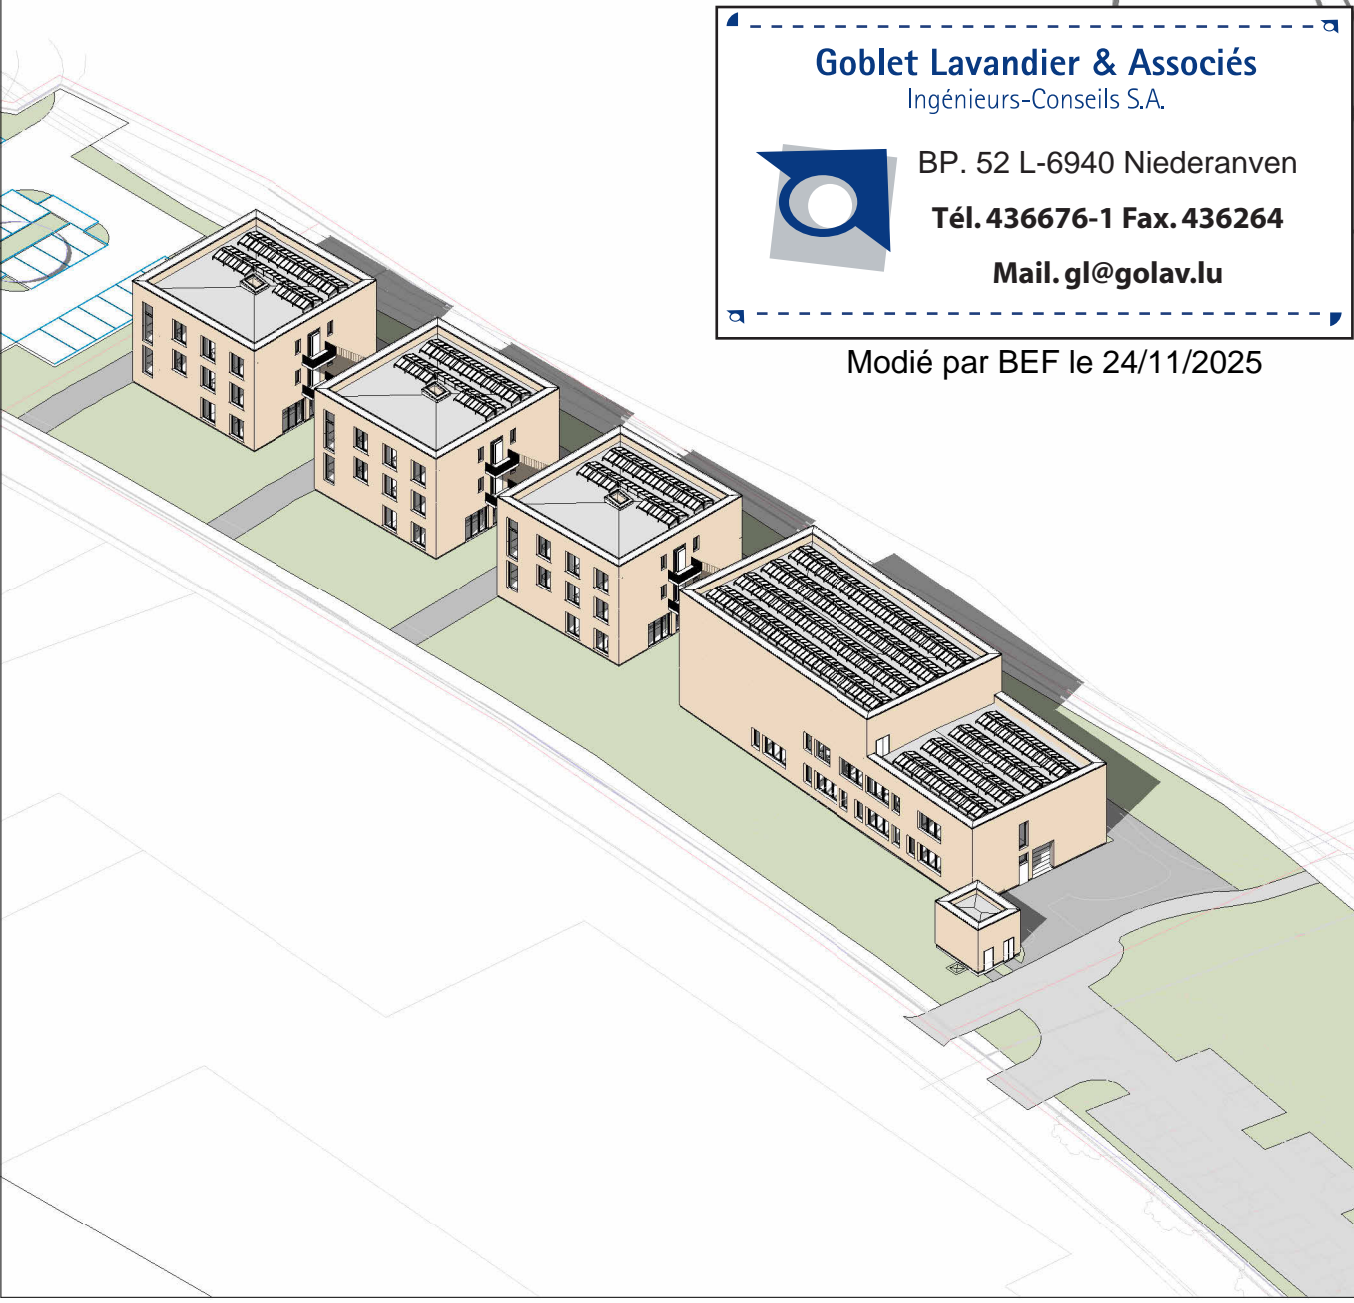 Goblet Lavandier & Associés
Ingénieurs-Conseils S.A.
BP. 52 L-6940 Niederanven
Tél. 436676-1 Fax. 436264
Mail. gl@golav.lu
Modié par BEF le 24/11/2025